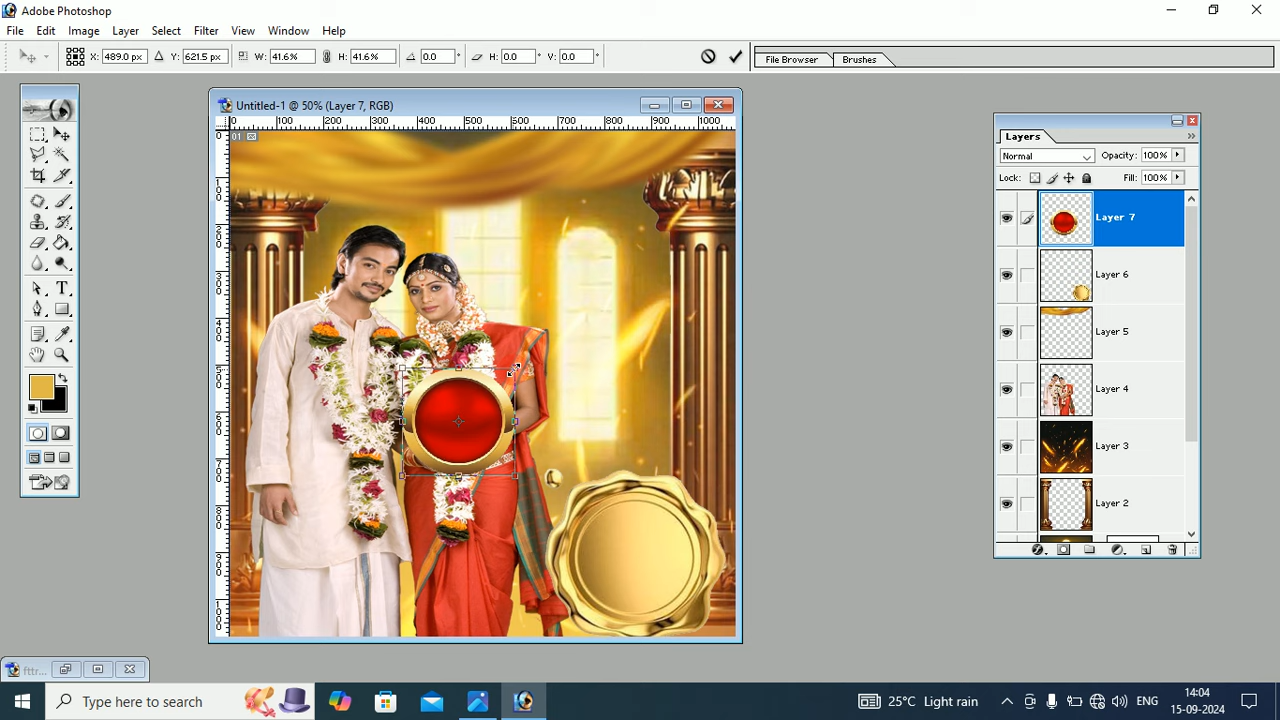 Adobe Photoshop
File Edit Image Layer Select Filter View Window Help
X: 489.0 px Y: 621.5 px W: 41.6% H: 41.6% 0.0 ° H: 0.0 ° V: 0.0 °
File Browser Brushes
Untitled-1 @ 50% (Layer 7, RGB)
0 100 200 300 400 500 600 700 800 900 1000
01
Layers
Normal Opacity: 100%
Lock: Fill: 100%
Layer 7
Layer 6
Layer 5
Layer 4
Layer 3
Layer 2
fttr...
Type here to search
25°C Light rain
ENG
14:04
15-09-2024